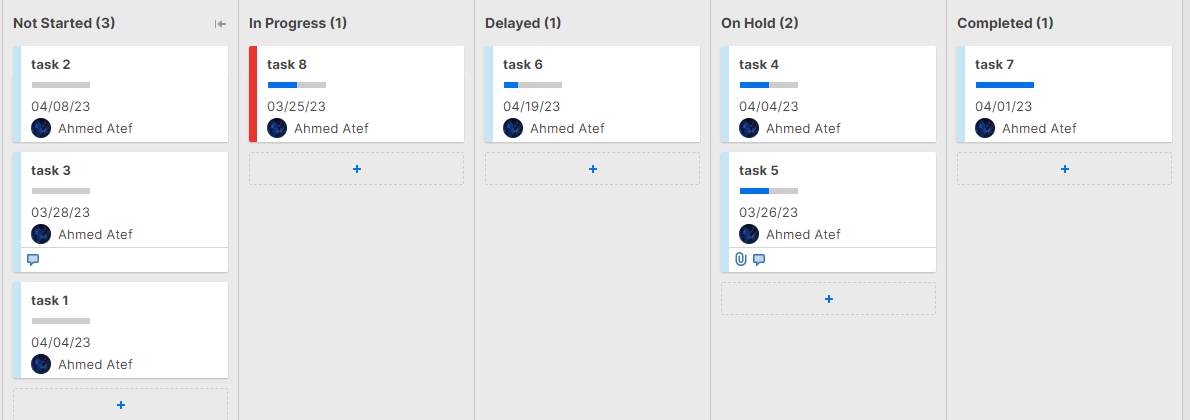 Not Started (3)
task 2
04/08/23
Ahmed Atef
task 3
03/28/23
Ahmed Atef
task 1
04/04/23
Ahmed Atef
+
In Progress (1)
task 8
03/25/23
Ahmed Atef
+
Delayed (1)
task 6
04/19/23
Ahmed Atef
+
On Hold (2)
task 4
04/04/23
Ahmed Atef
task 5
03/26/23
Ahmed Atef
+
Completed (1)
task 7
04/01/23
Ahmed Atef
+